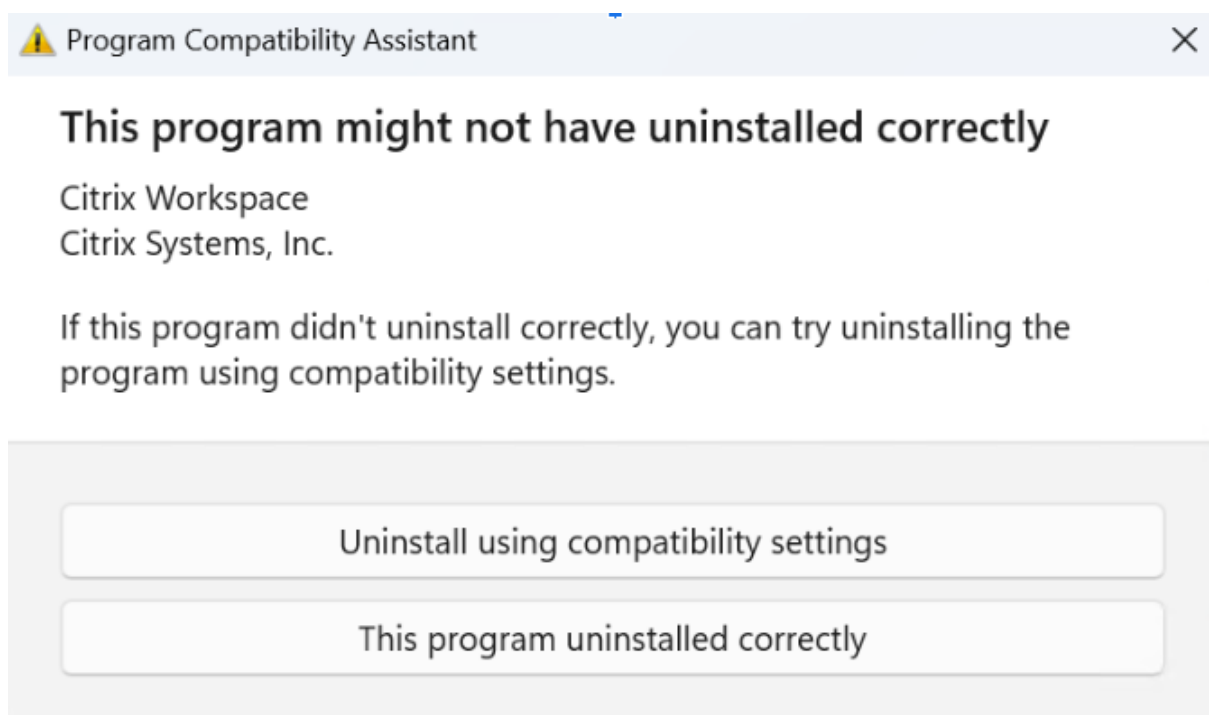 Program Compatibility Assistant
This program might not have uninstalled correctly
Citrix Workspace
Citrix Systems, Inc.
If this program didn't uninstall correctly, you can try uninstalling the
program using compatibility settings.
Uninstall using compatibility settings
This program uninstalled correctly